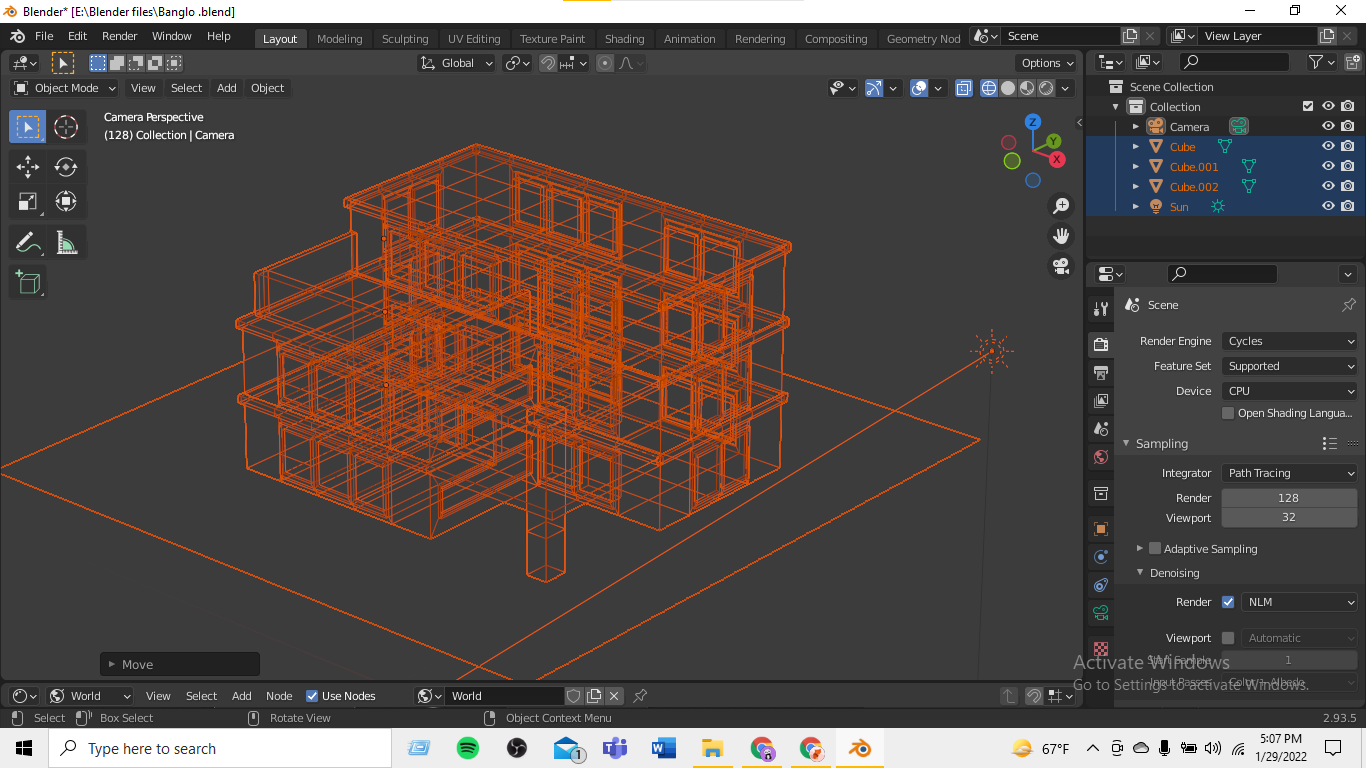 Blender* [E:\Blender files\Banglo .blend]
File Edit Render Window Help Layout Modeling Sculpting UV Editing Texture Paint Shading Animation Rendering Compositing Geometry Nod Scene View Layer
Global Options
Object Mode View Select Add Object
Camera Perspective
(128) Collection | Camera
Z
Y
X
Scene Collection
Collection
Camera
Cube
Cube.001
Cube.002
Sun
Scene
Render Engine Cycles
Feature Set Supported
Device CPU
Open Shading Langua...
Sampling
Integrator Path Tracing
Render 128
Viewport 32
Adaptive Sampling
Denoising
Render NLM
Viewport Automatic
Start Sample 1
Input Passes Color + Albedo
Activate Windows
Go to Settings to activate Windows.
Move
World View Select Add Node Use Nodes World
Select Box Select Rotate View Object Context Menu 2.93.5
Type here to search
1
67°F
5:07 PM
1/29/2022